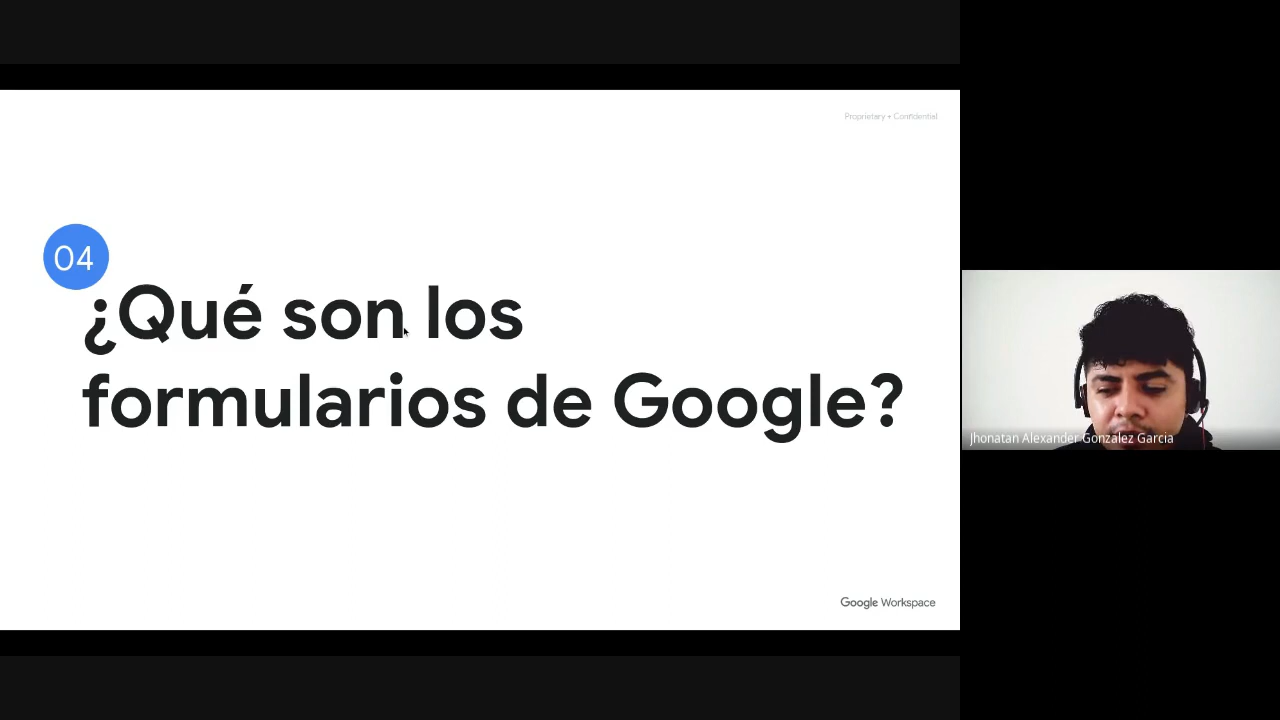 Proprietary • Confidential
04
¿Qué son los
formularios de Google?
Jhonatan Alexander Gonzalez Garcia
Google Workspace